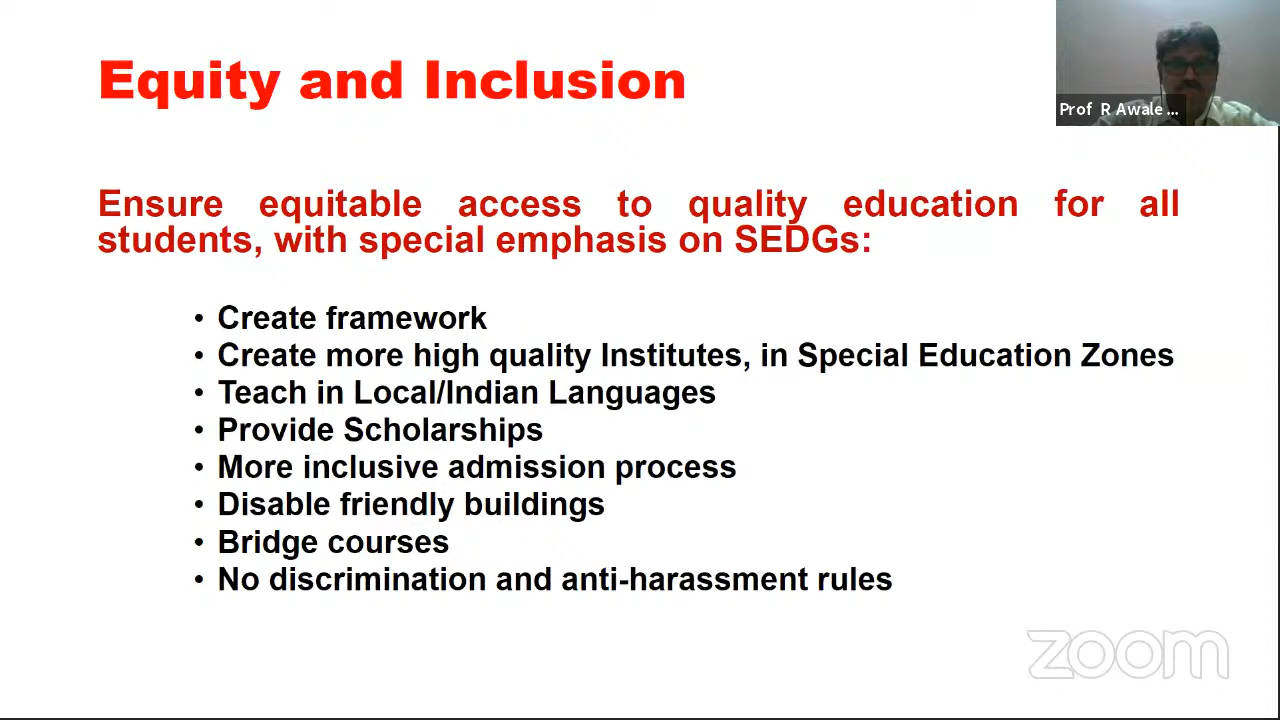 Equity and Inclusion
Prof R Awale ...
Ensure equitable access to quality education for all
students, with special emphasis on SEDGs:
• Create framework
• Create more high quality Institutes, in Special Education Zones
• Teach in Local/Indian Languages
• Provide Scholarships
• More inclusive admission process
• Disable friendly buildings
• Bridge courses
• No discrimination and anti-harassment rules
zoom